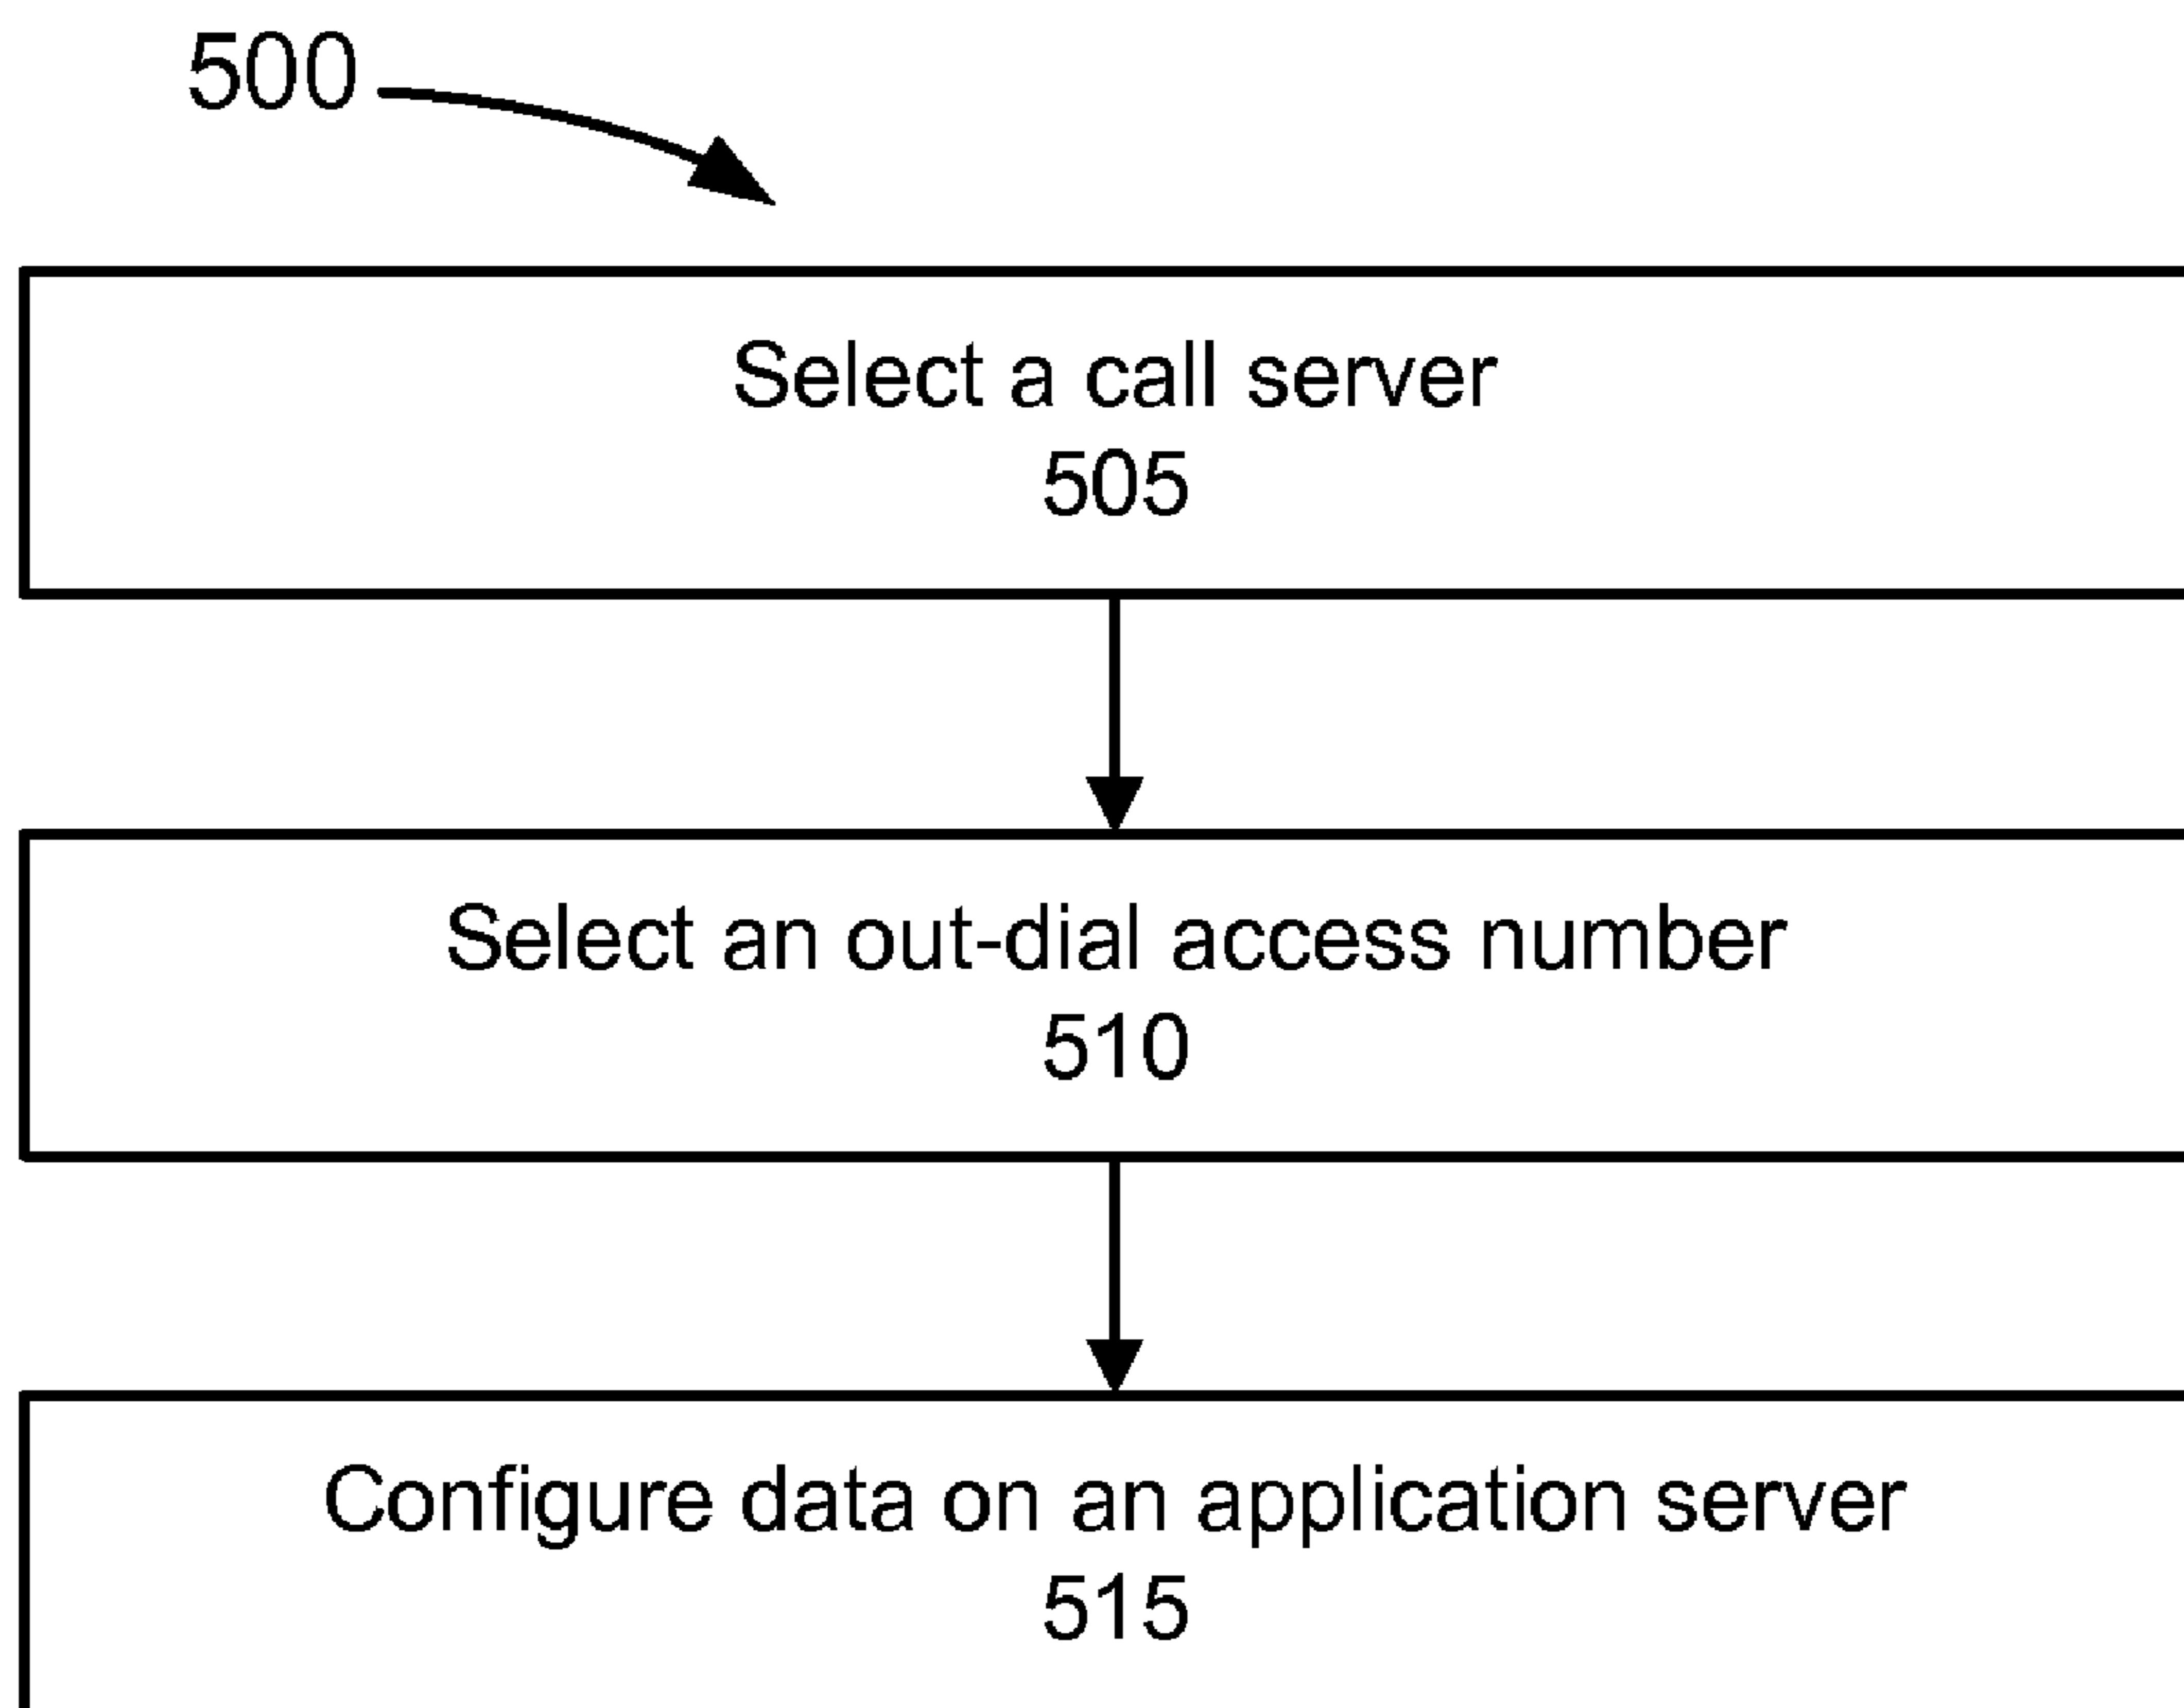 500
Select a call server
505
Select an out-dial access number
510
Configure data on an application server
515